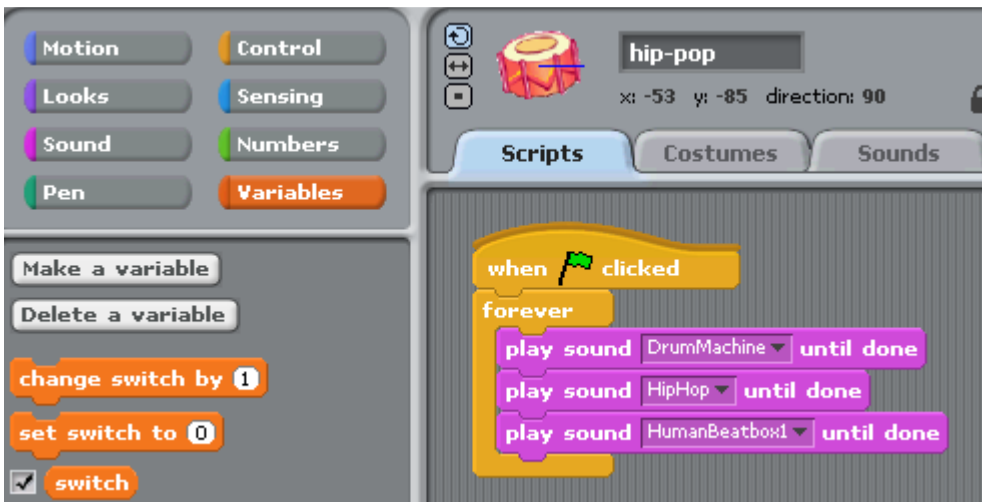 Motion
Control
Looks
Sensing
Sound
Numbers
Pen
Variables
Make a variable
Delete a variable
change switch by 1
set switch to 0
switch
hip-pop
x: -53 y: -85 direction: 90
Scripts
Costumes
Sounds
when clicked
forever
play sound DrumMachine until done
play sound HipHop until done
play sound HumanBeatbox1 until done